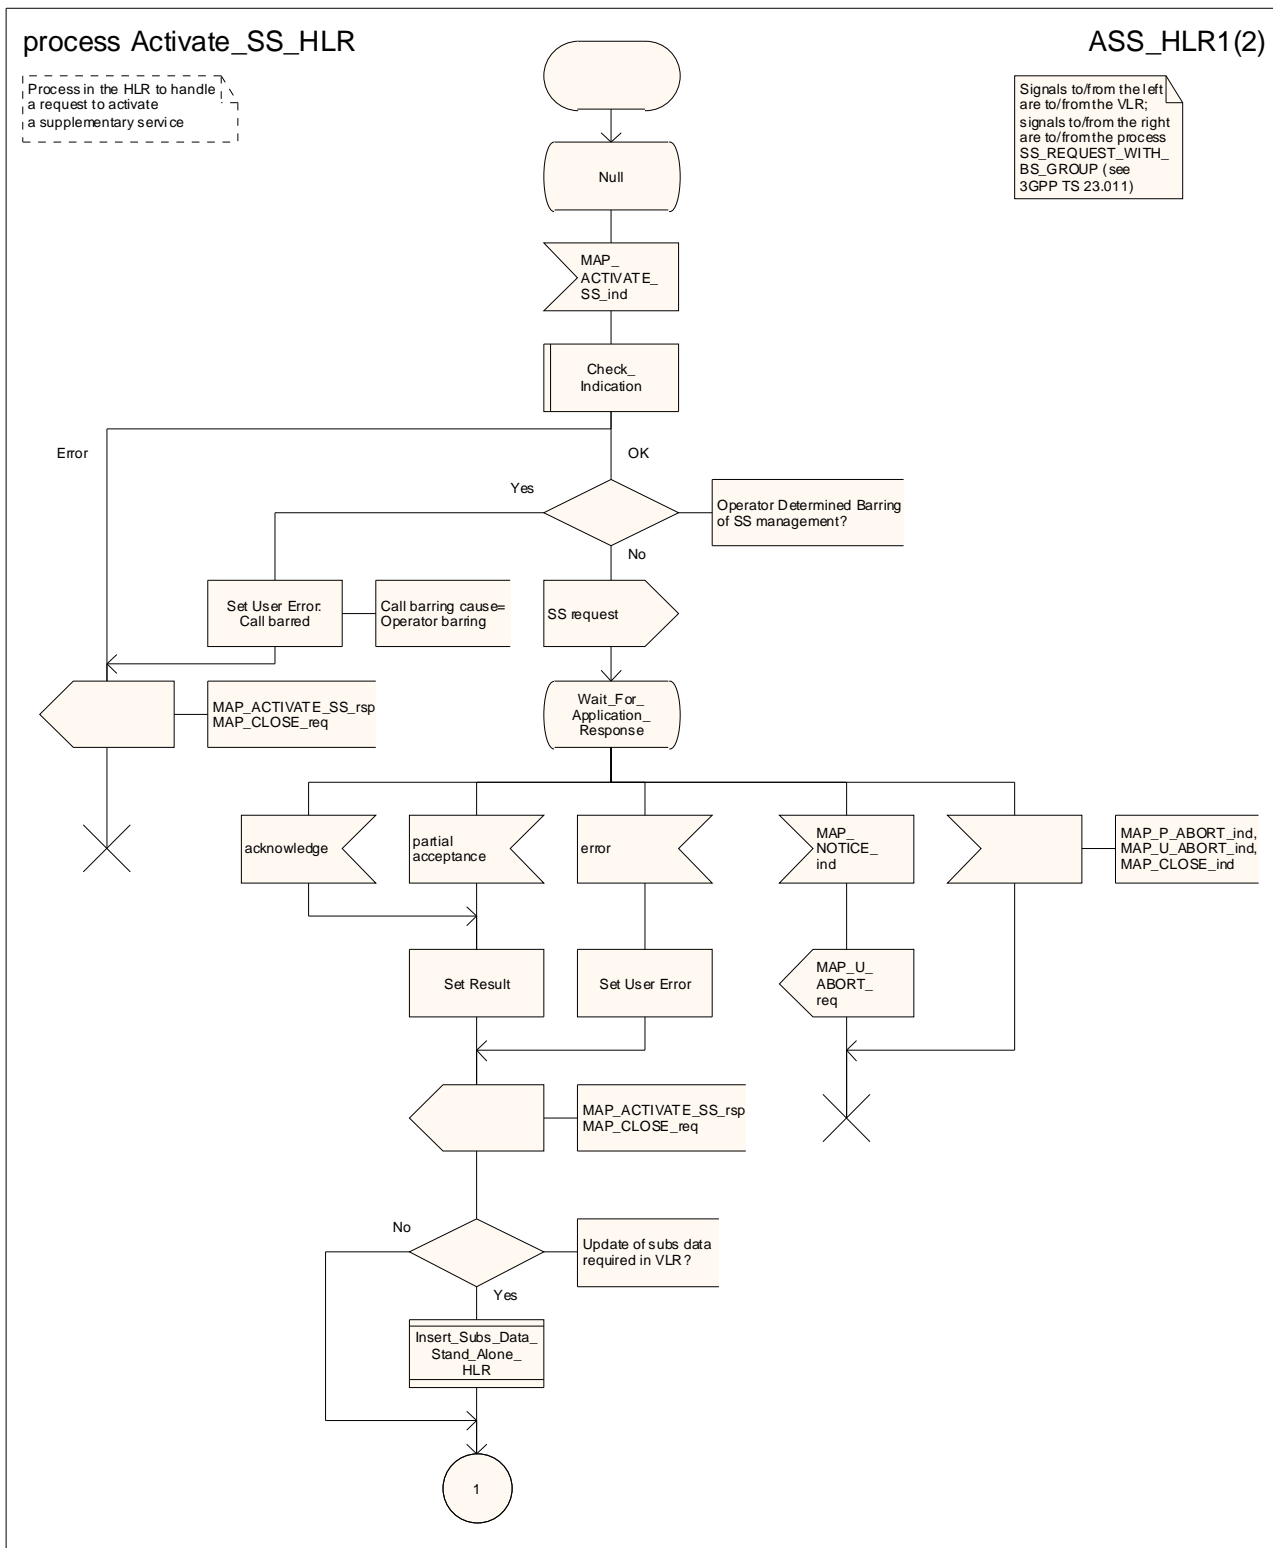 process Activate_SS_HLR
ASS_HLR1(2)
Process in the HLR to handle
a request to activate
a supplementary service
Signals to/from the left
are to/from the VLR;
signals to/from the right
are to/from the process
SS_REQUEST_WITH_
BS_GROUP (see
3GPP TS 23.011)
Null
MAP_
ACTIVATE_
SS_ind
Check_
Indication
Error
OK
Yes
Operator Determined Barring
of SS management?
No
Set User Error:
Call barred
Call barring cause=
Operator barring
SS request
MAP_ACTIVATE_SS_rsp
MAP_CLOSE_req
Wait_For_
Application_
Response
acknowledge
partial
acceptance
error
MAP_
NOTICE_
ind
MAP_P_ABORT_ind,
MAP_U_ABORT_ind,
MAP_CLOSE_ind
Set Result
Set User Error
MAP_U_
ABORT_
req
MAP_ACTIVATE_SS_rsp
MAP_CLOSE_req
No
Update of subs data
required in VLR?
Yes
Insert_Subs_Data_
Stand_Alone_
HLR
1